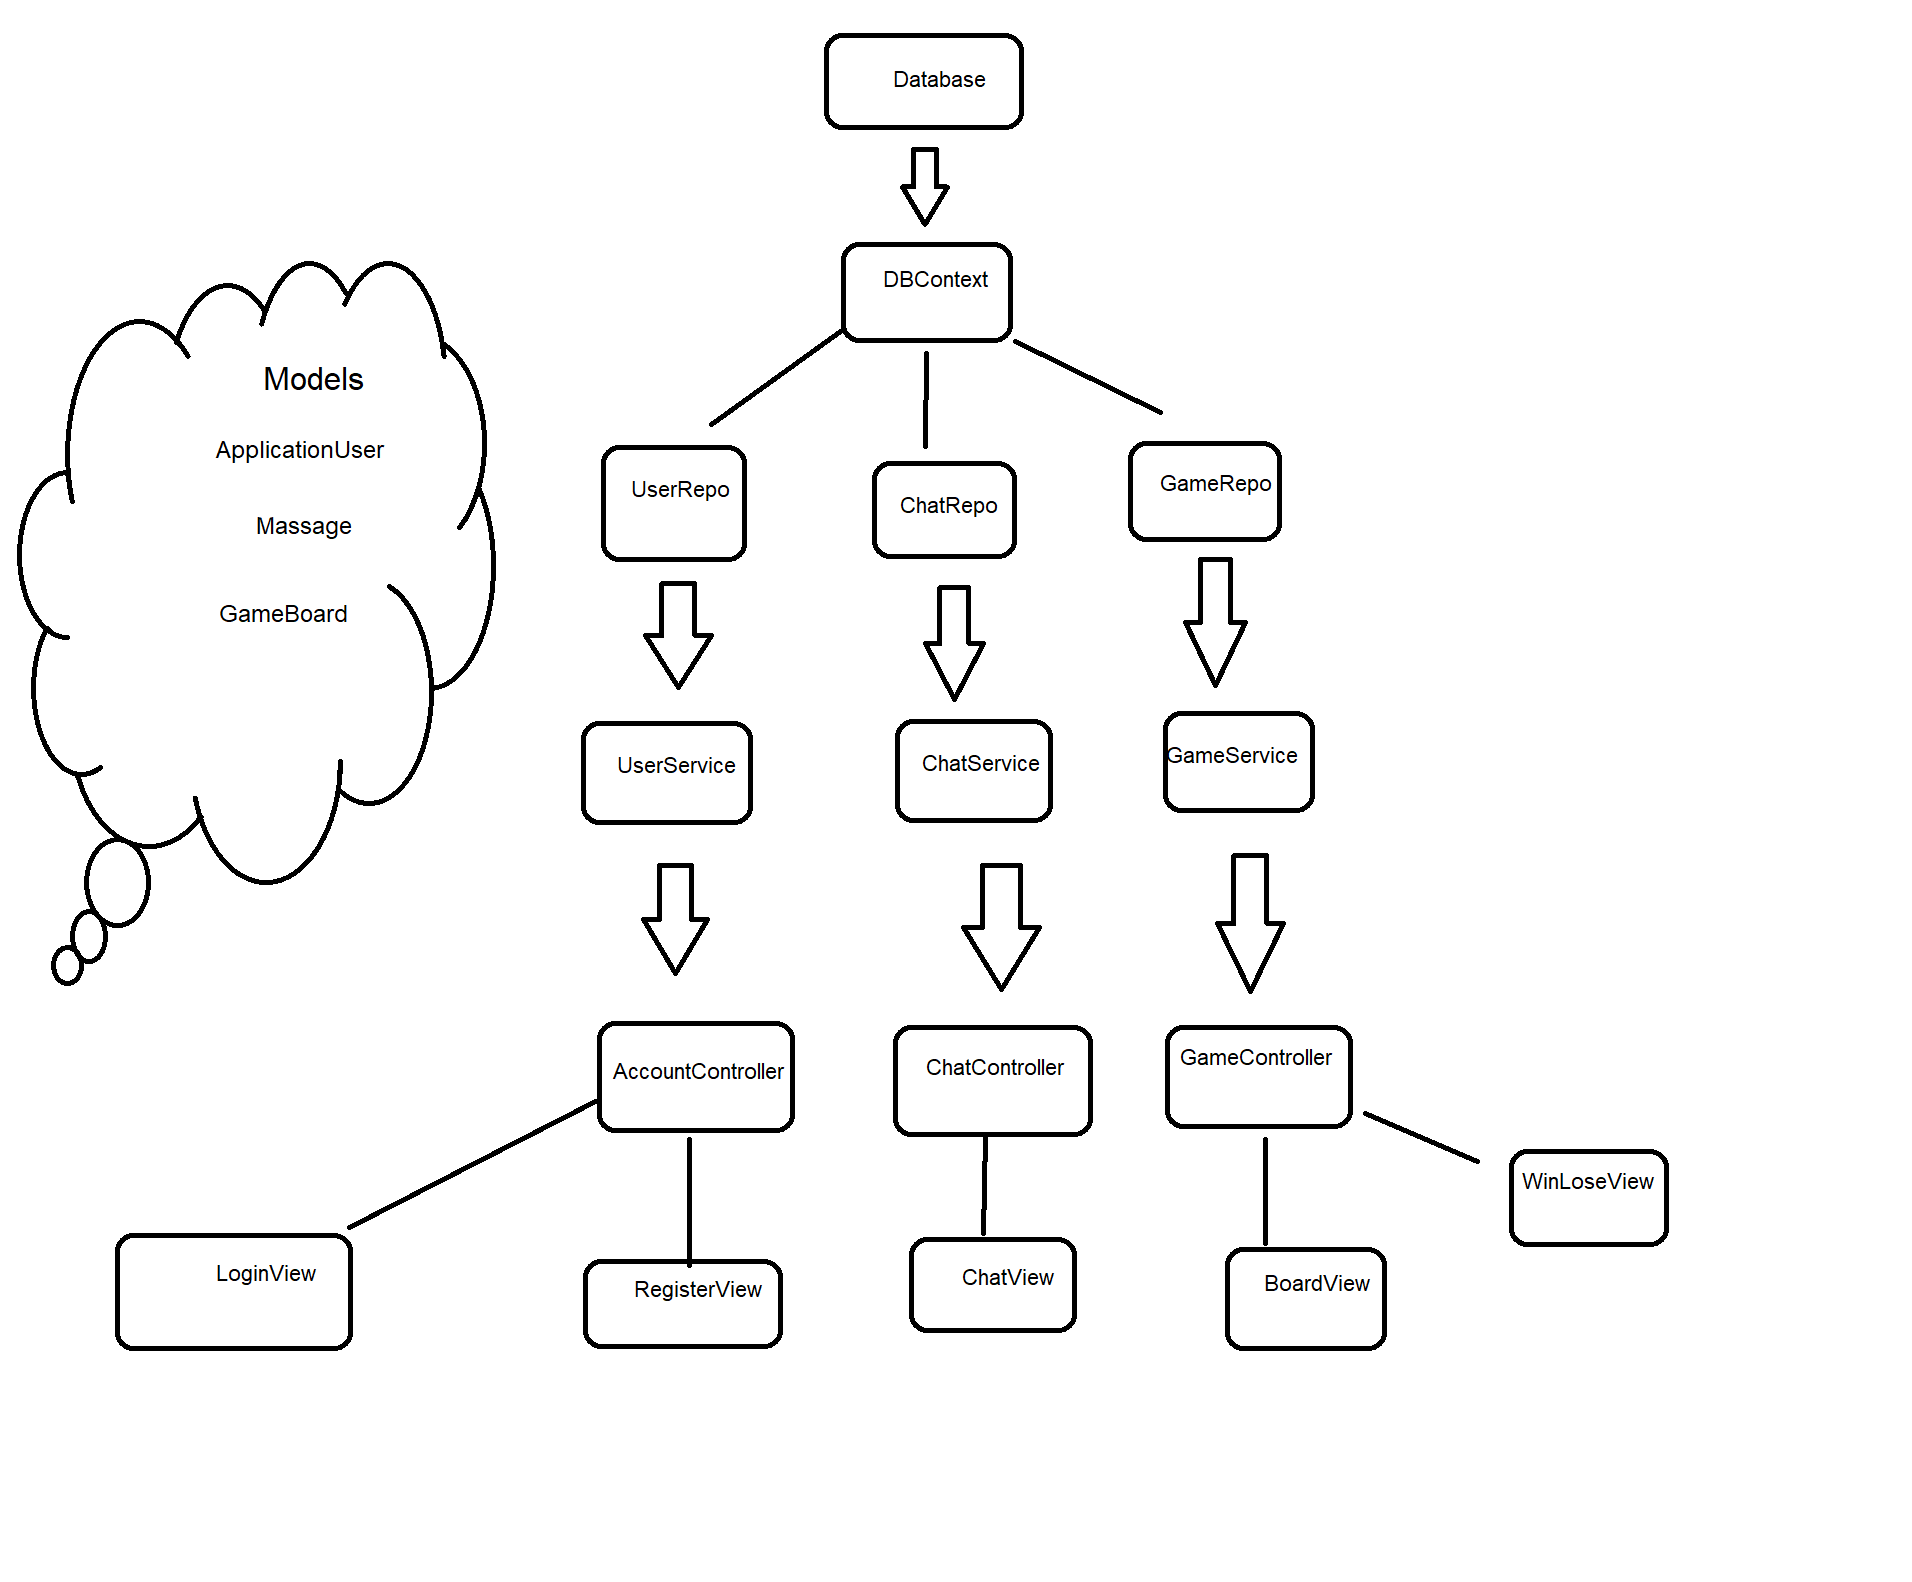 Database
DBContext
Models
ApplicationUser
Massage
GameBoard
UserRepo
ChatRepo
GameRepo
UserService
ChatService
GameService
AccountController
ChatController
GameController
WinLoseView
LoginView
RegisterView
ChatView
BoardView